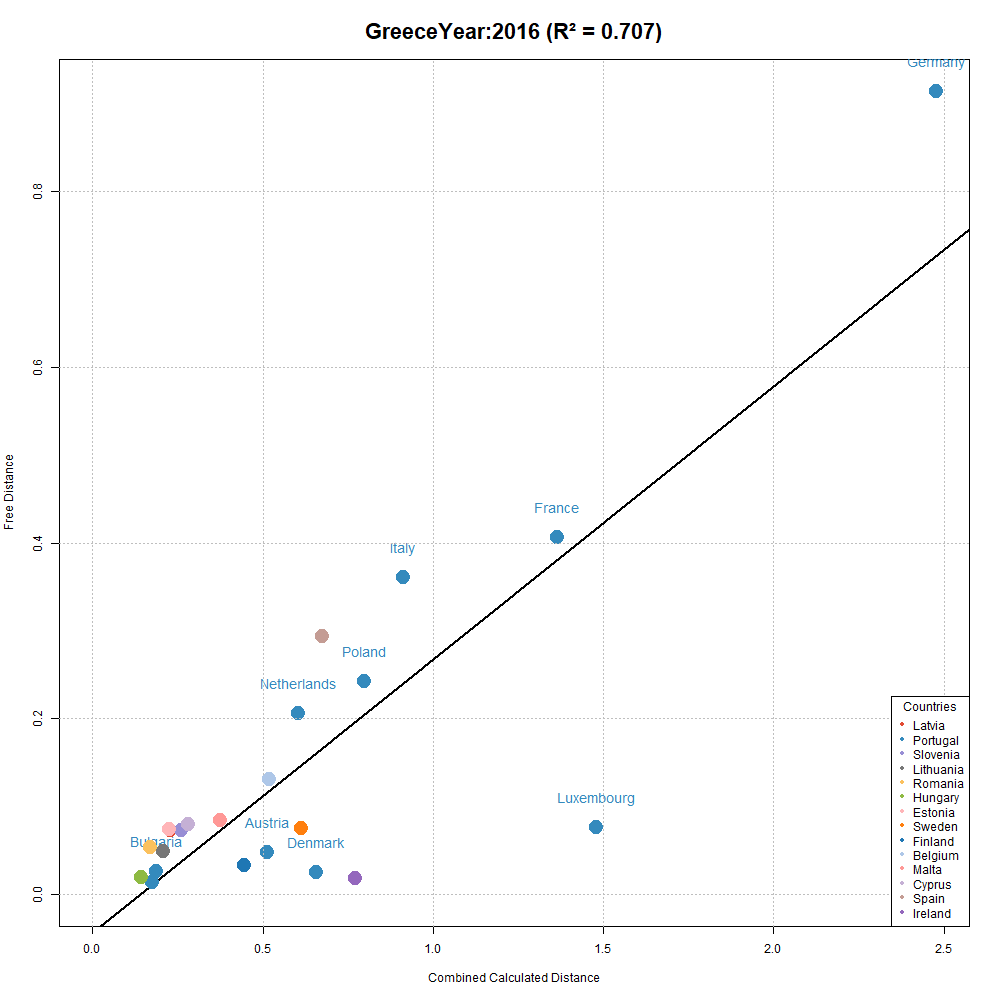 GreeceYear:2016 (R² = 0.707)
Germany
France
Italy
Poland
Netherlands
Luxembourg
Austria
Denmark
Bulgaria
Free Distance
0.8
0.6
0.4
0.2
0.0
0.0 0.5 1.0 1.5 2.0 2.5
Combined Calculated Distance
Countries
Latvia
Portugal
Slovenia
Lithuania
Romania
Hungary
Estonia
Sweden
Finland
Belgium
Malta
Cyprus
Spain
Ireland